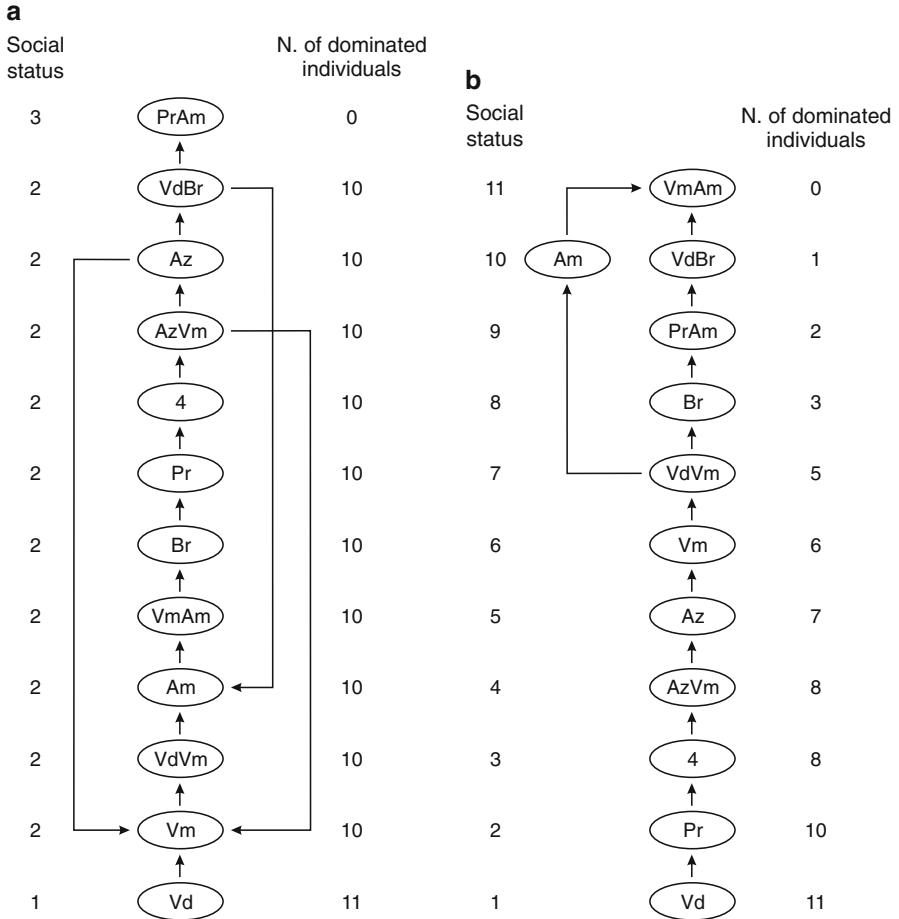 a
Social
status
N. of dominated
individuals
3 PrAm 0
2 VdBr 10
2 Az 10
2 AzVm 10
2 4 10
2 Pr 10
2 Br 10
2 VmAm 10
2 Am 10
2 VdVm 10
2 Vm 10
1 Vd 11
b
Social
status
N. of dominated
individuals
11 VmAm 0
10 Am VdBr 1
9 PrAm 2
8 Br 3
7 VdVm 5
6 Vm 6
5 Az 7
4 AzVm 8
3 4 8
2 Pr 10
1 Vd 11